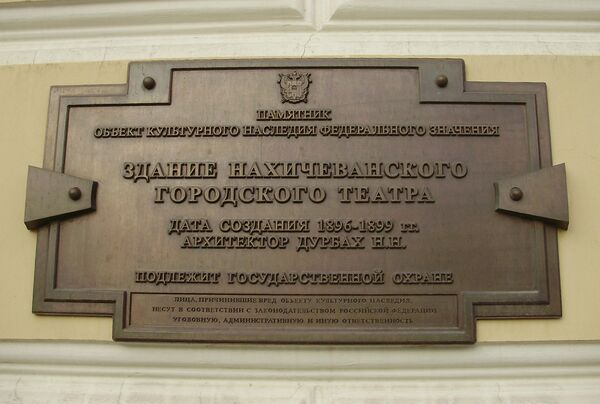 ПАМЯТНИК
ОБЪЕКТ КУЛЬТУРНОГО НАСЛЕДИЯ ФЕДЕРАЛЬНОГО ЗНАЧЕНИЯ
ЗДАНИЕ НАХИЧЕВАНСКОГО
ГОРОДСКОГО ТЕАТРА
ДАТА СОЗДАНИЯ 1896-1899 гг.
АРХИТЕКТОР ДУРБАХ Н.Н.
ПОДЛЕЖИТ ГОСУДАРСТВЕННОЙ ОХРАНЕ
ЛИЦА, ПРИЧИНИВШИЕ ВРЕД ОБЪЕКТУ КУЛЬТУРНОГО НАСЛЕДИЯ,
НЕСУТ В СООТВЕТСТВИИ С ЗАКОНОДАТЕЛЬСТВОМ РОССИЙСКОЙ ФЕДЕРАЦИИ
УГОЛОВНУЮ, АДМИНИСТРАТИВНУЮ И ИНУЮ ОТВЕТСТВЕННОСТЬ